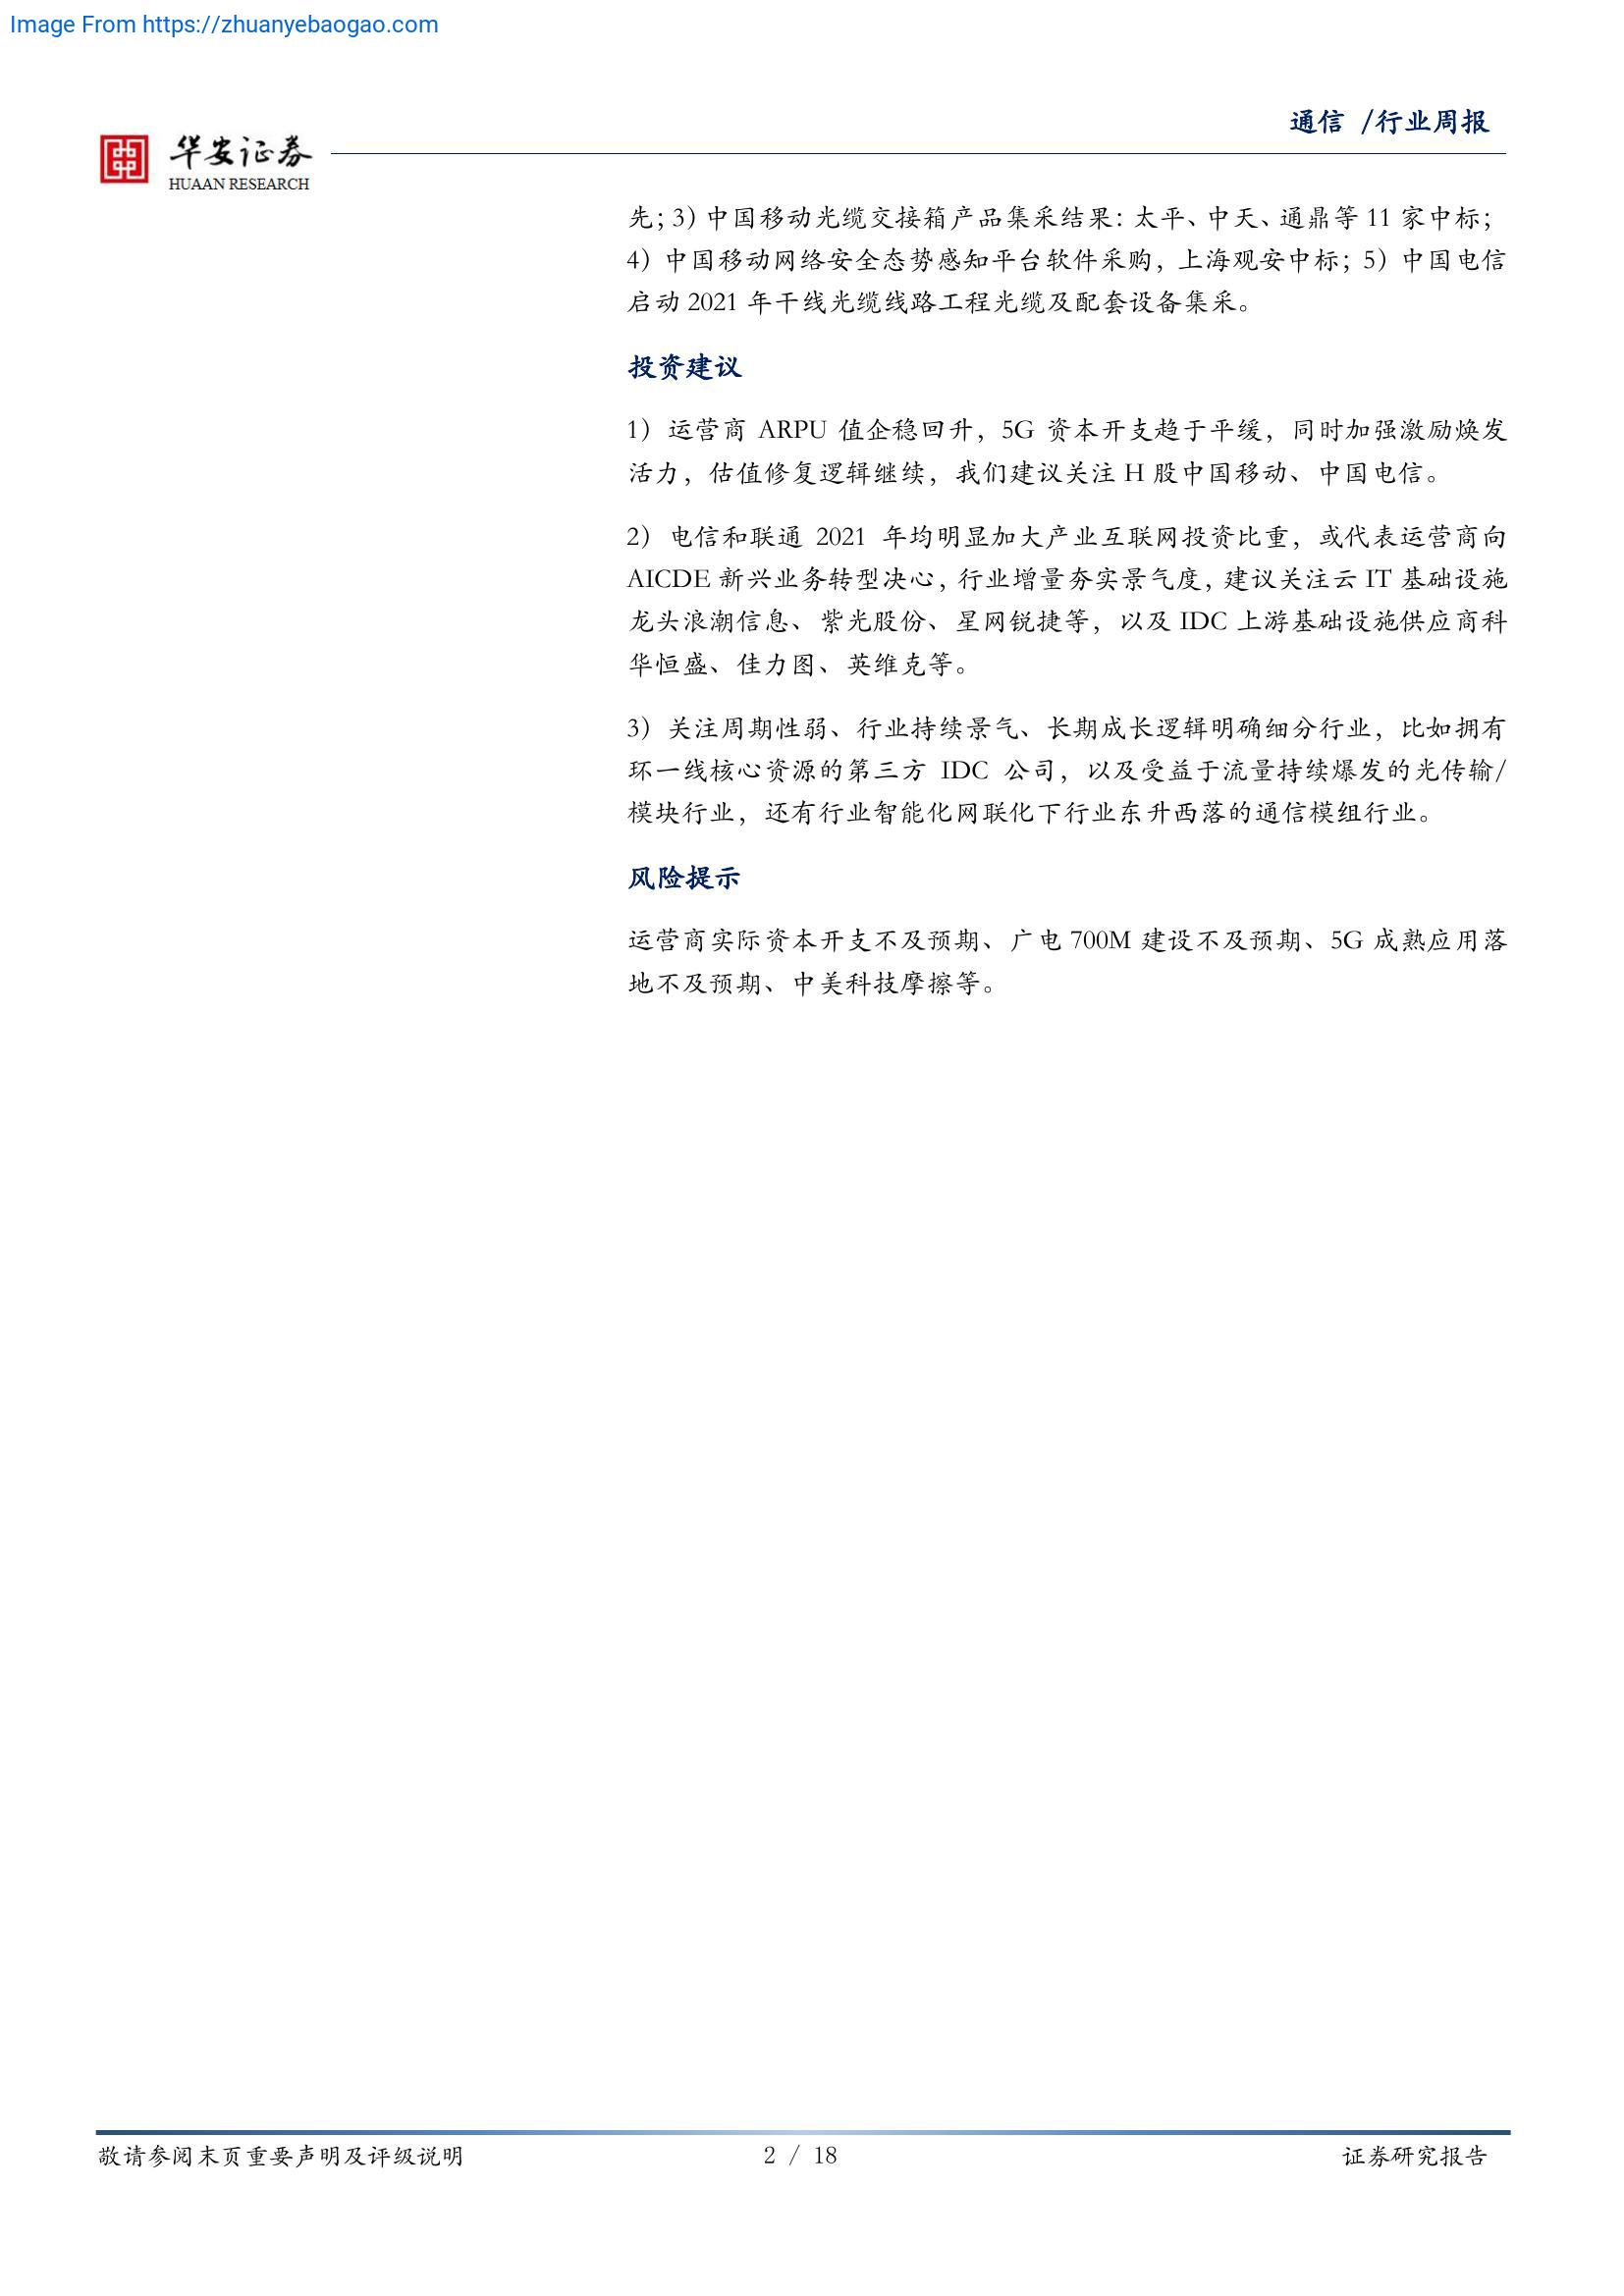 Image From https://zhuanyebaogao.com
通信 /行业周报
华安证券
HUAAN RESEARCH
先；3）中国移动光缆交接箱产品集采结果：太平、中天、通鼎等 11 家中标；
4）中国移动网络安全态势感知平台软件采购，上海观安中标；5）中国电信
启动 2021 年干线光缆线路工程光缆及配套设备集采。
投资建议
1）运营商 ARPU 值企稳回升，5G 资本开支趋于平缓，同时加强激励焕发
活力，估值修复逻辑继续，我们建议关注 H 股中国移动、中国电信。
2）电信和联通 2021 年均明显加大产业互联网投资比重，或代表运营商向
AICDE 新兴业务转型决心，行业增量夯实景气度，建议关注云 IT 基础设施
龙头浪潮信息、紫光股份、星网锐捷等，以及 IDC 上游基础设施供应商科
华恒盛、佳力图、英维克等。
3）关注周期性弱、行业持续景气、长期成长逻辑明确细分行业，比如拥有
环一线核心资源的第三方 IDC 公司，以及受益于流量持续爆发的光传输/
模块行业，还有行业智能化网联化下行业东升西落的通信模组行业。
风险提示
运营商实际资本开支不及预期、广电 700M 建设不及预期、5G 成熟应用落
地不及预期、中美科技摩擦等。
敬请参阅末页重要声明及评级说明
2 / 18
证券研究报告